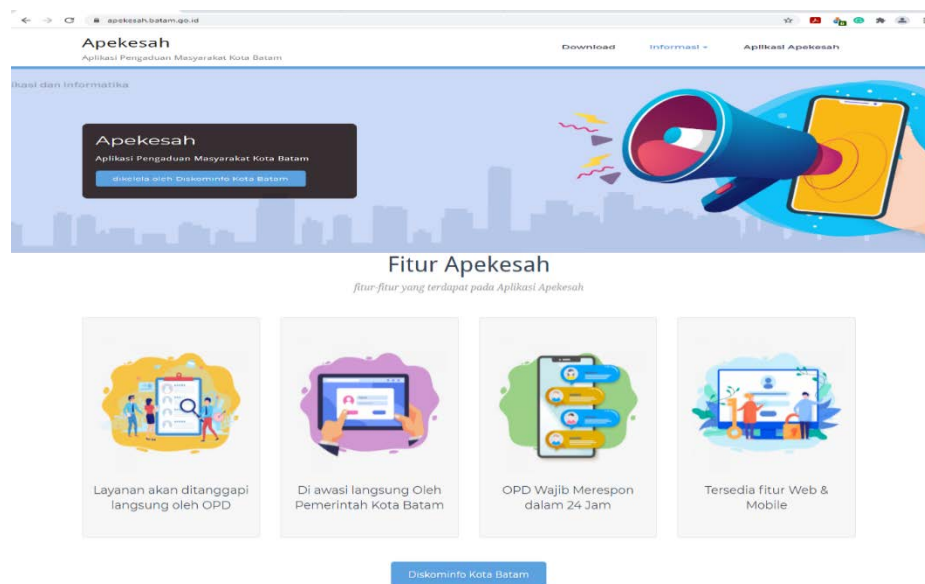 apekesah.batam.go.id
Apekesah
Aplikasi Pengaduan Masyarakat Kota Batam
Download
Informasi
Aplikasi Apekesah
ikasi dan informatika
Apekesah
Aplikasi Pengaduan Masyarakat Kota Batam
dikelola oleh Diskominfo Kota Batam
Fitur Apekesah
fitur-fitur yang terdapat pada Aplikasi Apekesah
Layanan akan ditanggapi
langsung oleh OPD
Di awasi langsung Oleh
Pemerintah Kota Batam
OPD Wajib Merespon
dalam 24 Jam
Tersedia fitur Web &
Mobile
Diskominfo Kota Batam